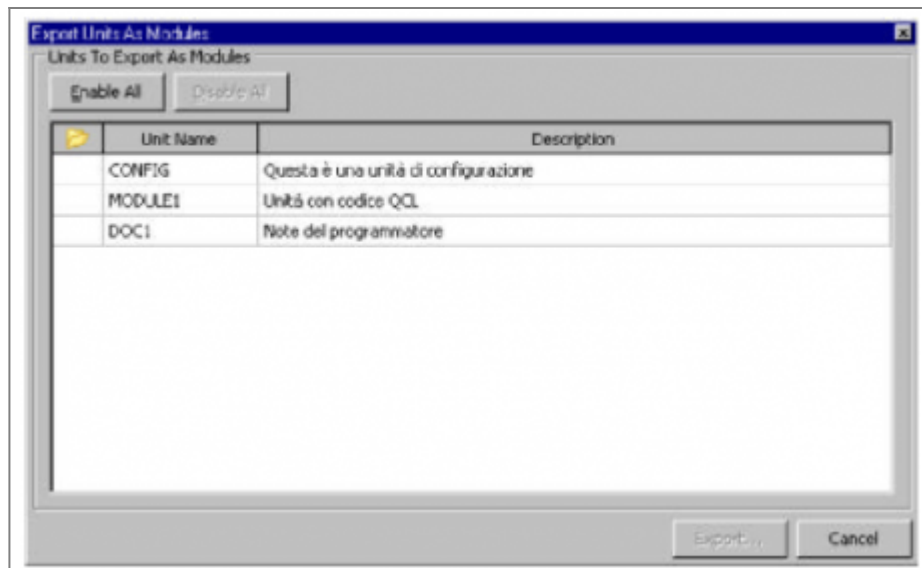 Export Units As Modules
Units To Export As Modules
Enable All Disable All
Unit Name Description
CONFIG Questa è una unità di configurazione
MODULE1 Unità con codice QCL
DOC1 Note del programmatore
Export... Cancel